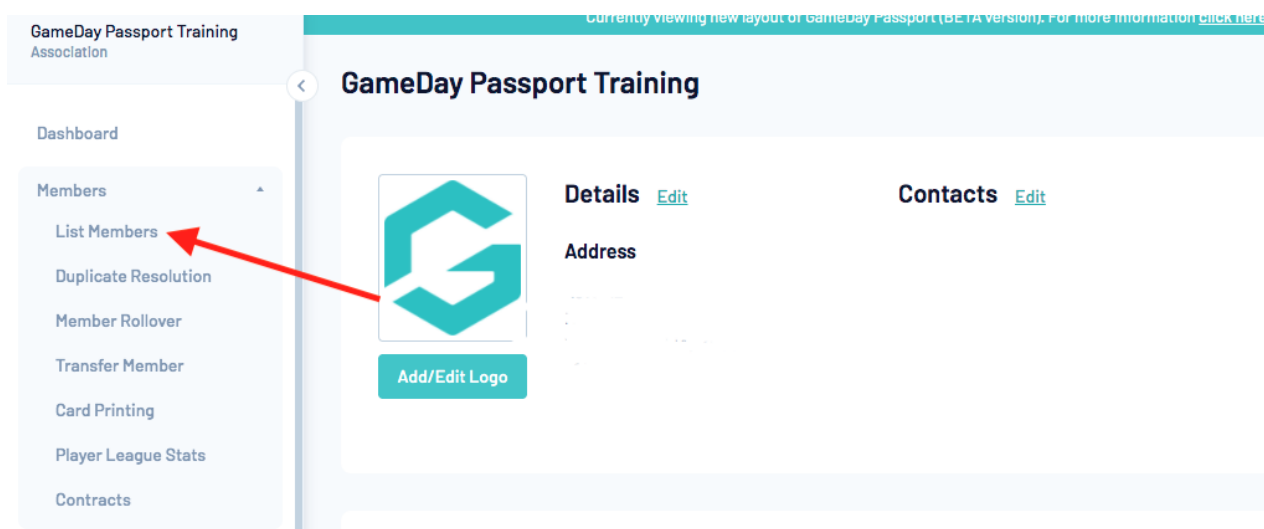 Currently viewing new layout of GameDay Passport (BETA version). For more information click here
GameDay Passport Training
Association
GameDay Passport Training
Dashboard
Members
List Members
Duplicate Resolution
Member Rollover
Transfer Member
Card Printing
Player League Stats
Contracts
Details Edit
Contacts Edit
Address
Add/Edit Logo